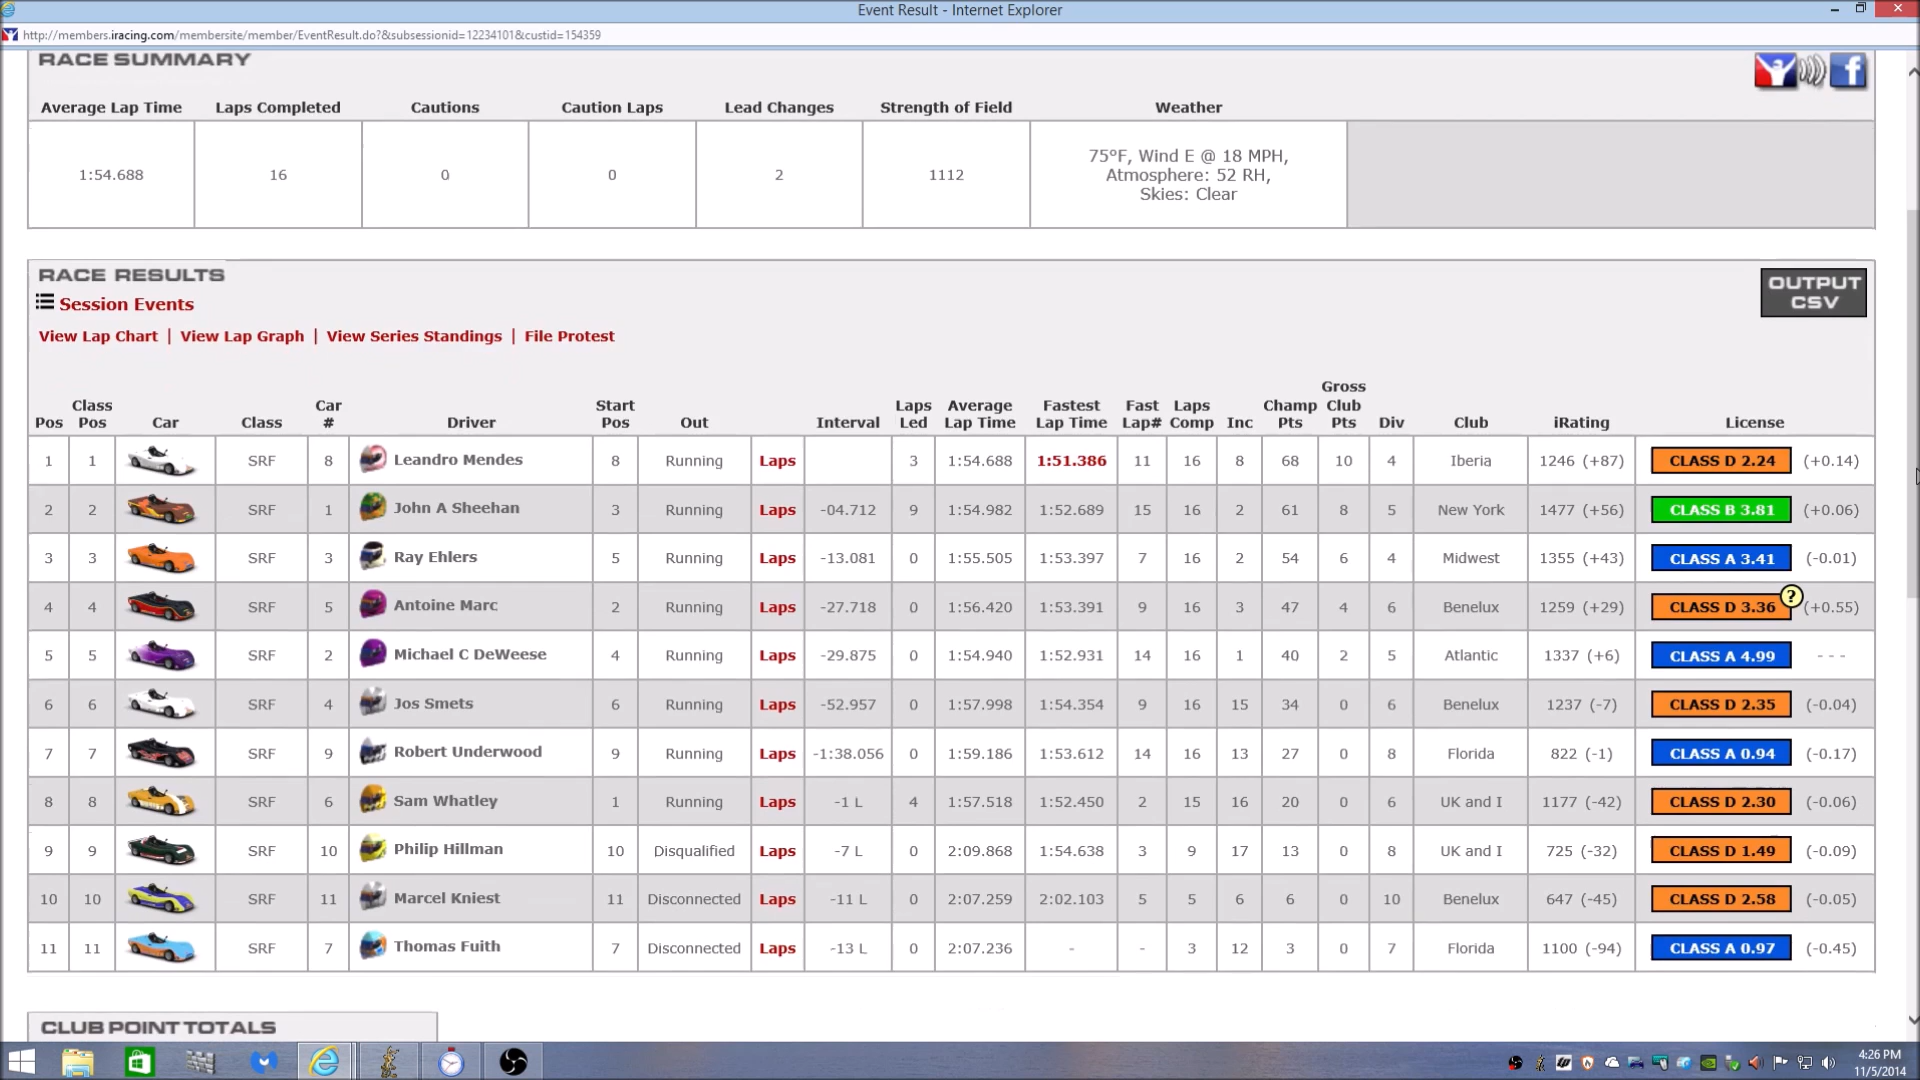 Event Result - Internet Explorer
http://members.iracing.com/membersite/member/EventResult.do?&subsessionid=12234101&custid=154359
RACE SUMMARY
Average Lap Time Laps Completed Cautions Caution Laps Lead Changes Strength of Field Weather
1:54.688 16 0 0 2 1112 75°F, Wind E @ 18 MPH,
Atmosphere: 52 RH,
Skies: Clear
RACE RESULTS
OUTPUT
CSV
Session Events
View Lap Chart | View Lap Graph | View Series Standings | File Protest
Pos Class Pos Car Class Car # Driver Start Pos Out Interval Laps Led Average Lap Time Fastest Lap Time Fast Lap# Laps Comp Inc Champ Pts Gross Club Pts Div Club iRating License
1 1 SRF 8 Leandro Mendes 8 Running Laps 3 1:54.688 1:51.386 11 16 8 68 10 4 Iberia 1246 (+87) CLASS D 2.24 (+0.14)
2 2 SRF 1 John A Sheehan 3 Running Laps -04.712 9 1:54.982 1:52.689 15 16 2 61 8 5 New York 1477 (+56) CLASS B 3.81 (+0.06)
3 3 SRF 3 Ray Ehlers 5 Running Laps -13.081 0 1:55.505 1:53.397 7 16 2 54 6 4 Midwest 1355 (+43) CLASS A 3.41 (-0.01)
4 4 SRF 5 Antoine Marc 2 Running Laps -27.718 0 1:56.420 1:53.391 9 16 3 47 4 6 Benelux 1259 (+29) CLASS D 3.36 ? (+0.55)
5 5 SRF 2 Michael C DeWeese 4 Running Laps -29.875 0 1:54.940 1:52.931 14 16 1 40 2 5 Atlantic 1337 (+6) CLASS A 4.99 - - -
6 6 SRF 4 Jos Smets 6 Running Laps -52.957 0 1:57.998 1:54.354 9 16 15 34 0 6 Benelux 1237 (-7) CLASS D 2.35 (-0.04)
7 7 SRF 9 Robert Underwood 9 Running Laps -1:38.056 0 1:59.186 1:53.612 14 16 13 27 0 8 Florida 822 (-1) CLASS A 0.94 (-0.17)
8 8 SRF 6 Sam Whatley 1 Running Laps -1 L 4 1:57.518 1:52.450 2 15 16 20 0 6 UK and I 1177 (-42) CLASS D 2.30 (-0.06)
9 9 SRF 10 Philip Hillman 10 Disqualified Laps -7 L 0 2:09.868 1:54.638 3 9 17 13 0 8 UK and I 725 (-32) CLASS D 1.49 (-0.09)
10 10 SRF 11 Marcel Kniest 11 Disconnected Laps -11 L 0 2:07.259 2:02.103 5 5 6 6 0 10 Benelux 647 (-45) CLASS D 2.58 (-0.05)
11 11 SRF 7 Thomas Fuith 7 Disconnected Laps -13 L 0 2:07.236 - - 3 12 3 0 7 Florida 1100 (-94) CLASS A 0.97 (-0.45)
CLUB POINT TOTALS
4:26 PM
11/5/2014